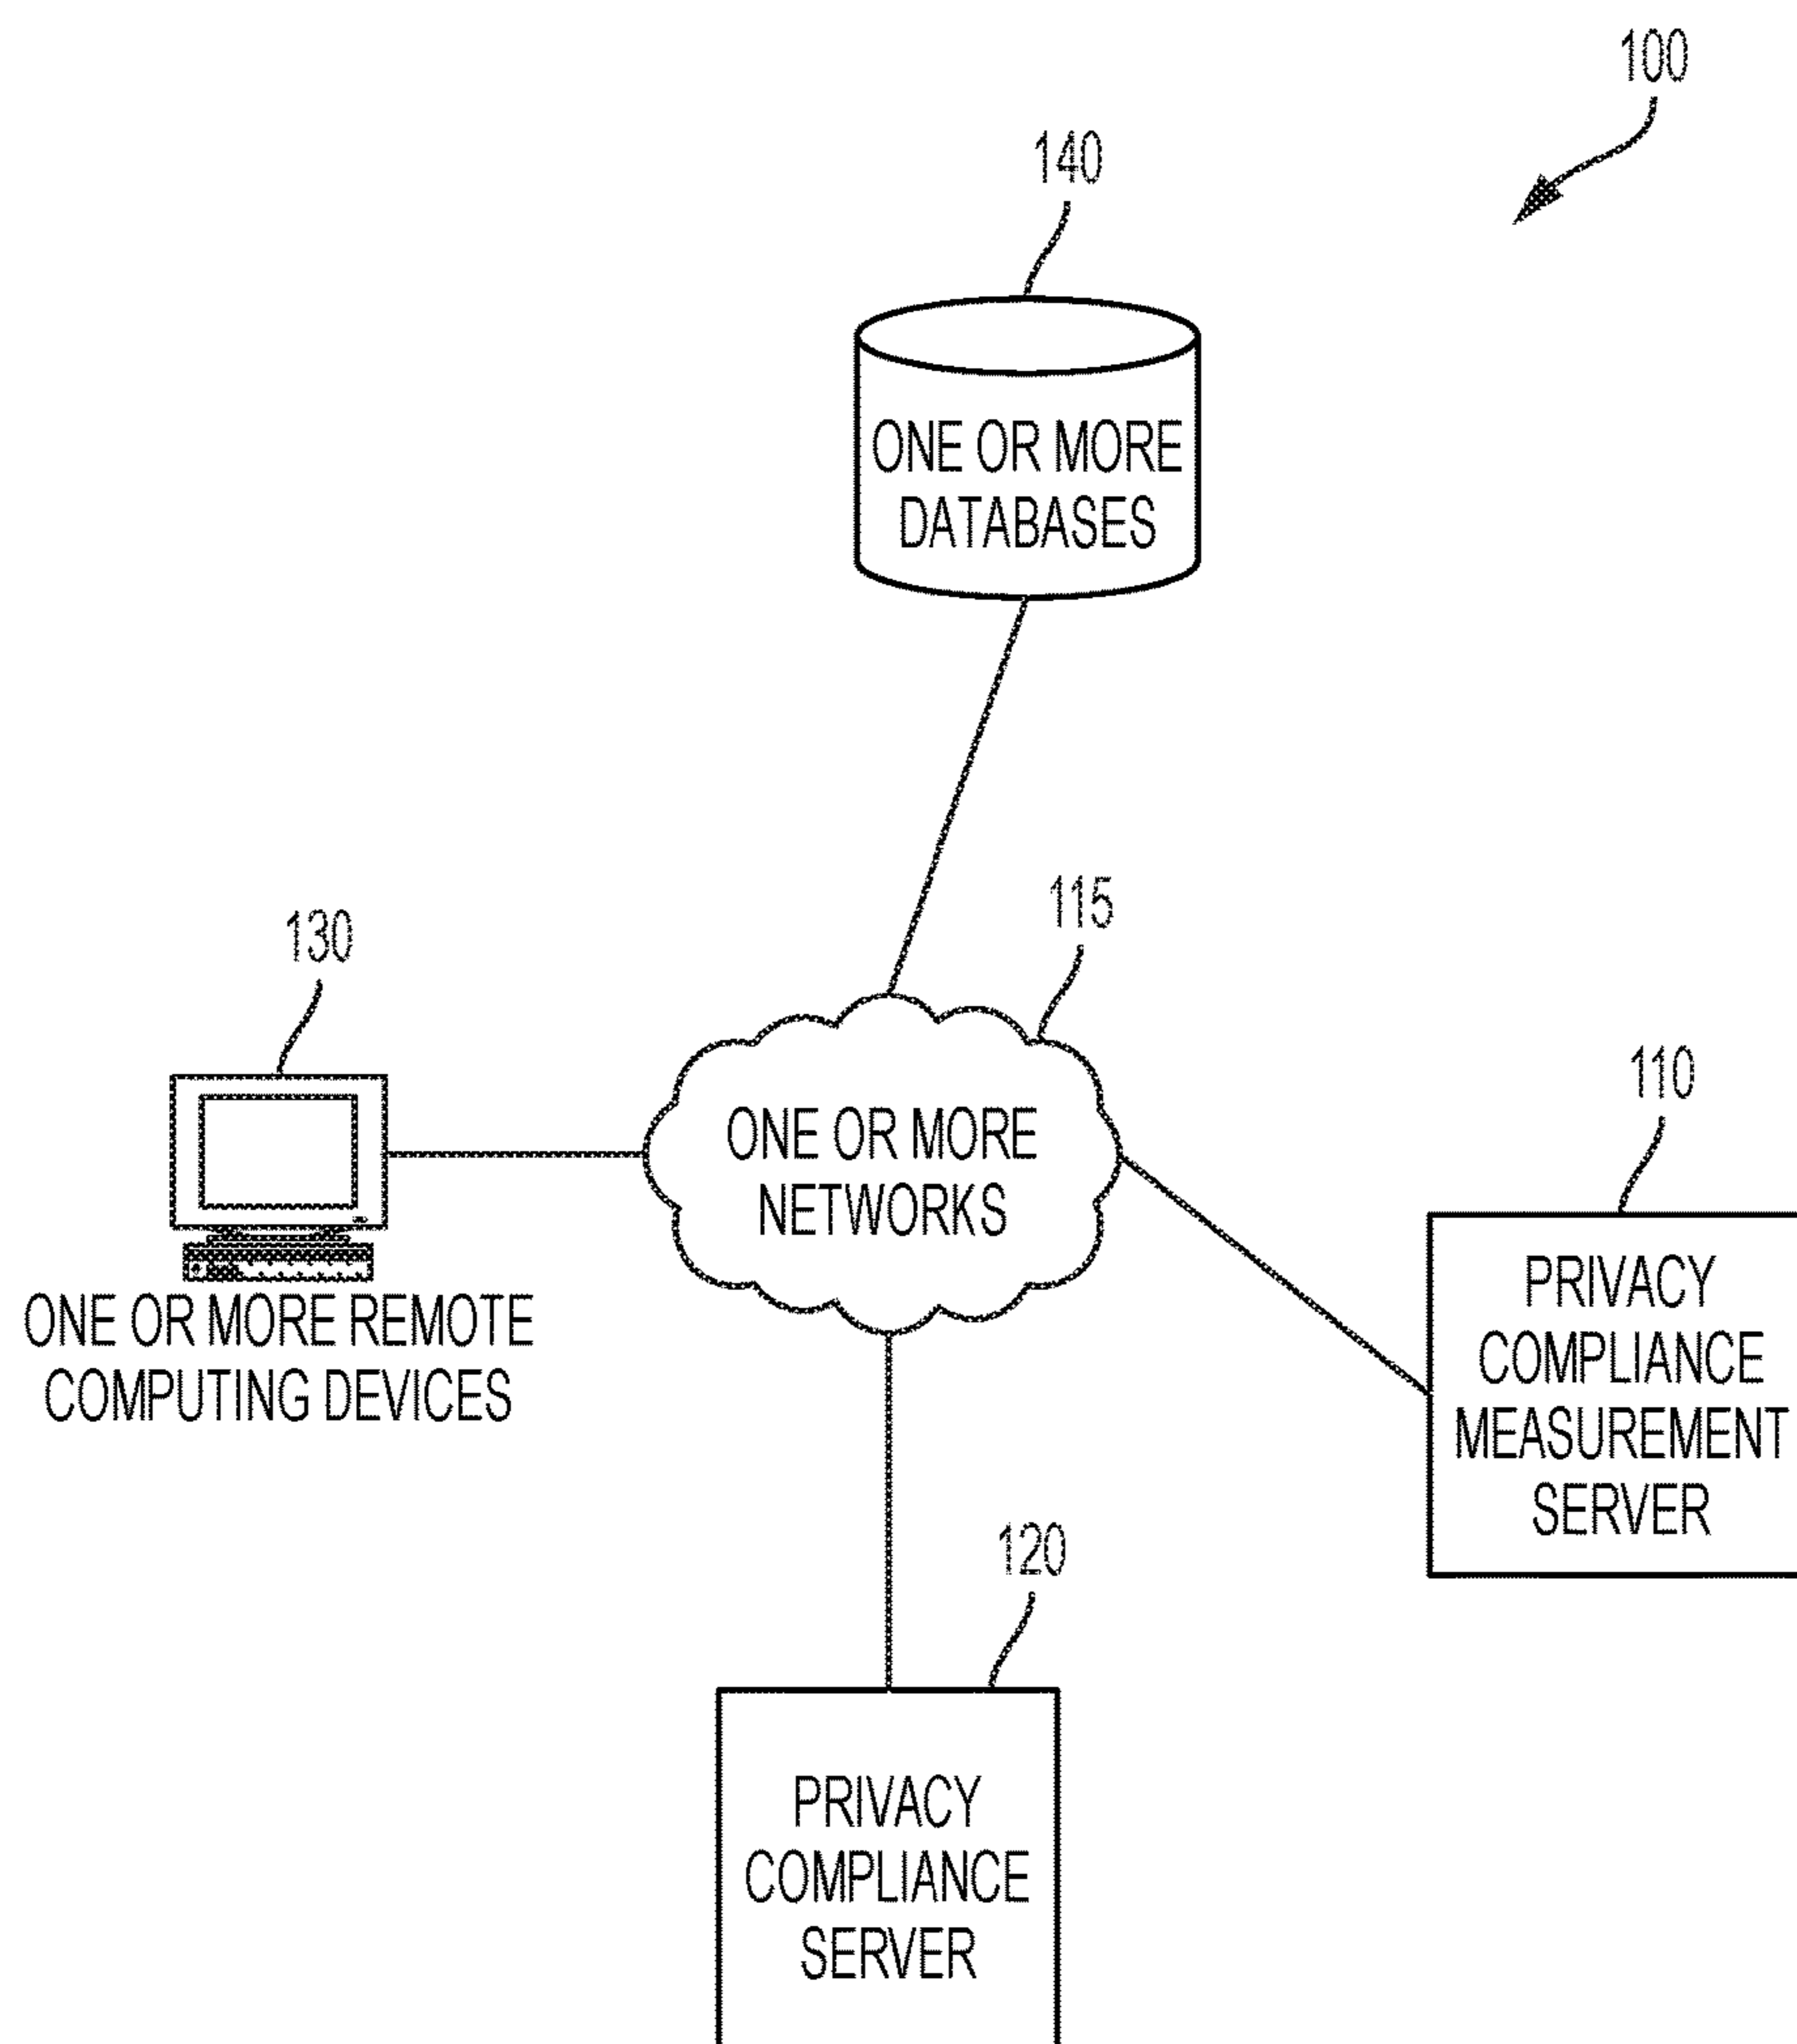 100
140
ONE OR MORE
DATABASES
115
130
ONE OR MORE
NETWORKS
110
ONE OR MORE REMOTE
COMPUTING DEVICES
PRIVACY
COMPLIANCE
MEASUREMENT
SERVER
120
PRIVACY
COMPLIANCE
SERVER